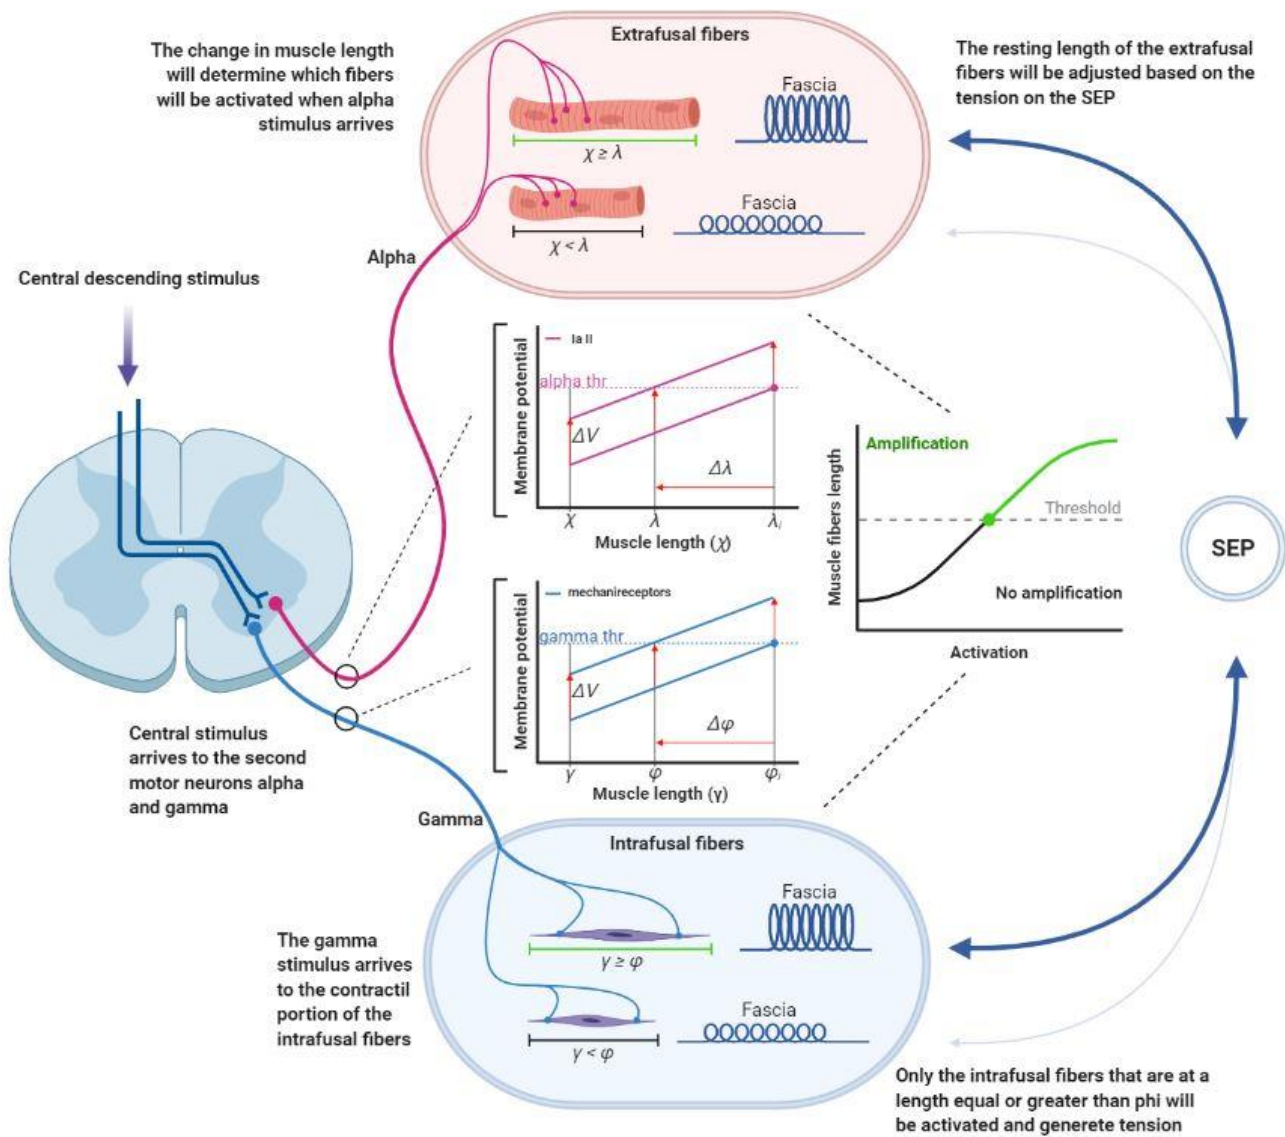 Extrafusal fibers
The change in muscle length
will determine which fibers
will be activated when alpha
stimulus arrives
The resting length of the extrafusal
fibers will be adjusted based on the
tension on the SEP
Fascia
χ ≥ λ
Fascia
χ < λ
Alpha
Central descending stimulus
Membrane potential
Ia II
alpha thr
ΔV
Δλ
χ
λ
λᵢ
Muscle length (χ)
Muscle fibers length
Amplification
Threshold
No amplification
Activation
SEP
Membrane potential
mechanireceptors
gamma thr
ΔV
Δφ
γ
φ
φᵢ
Muscle length (γ)
Central stimulus
arrives to the second
motor neurons alpha
and gamma
Gamma
Intrafusal fibers
Fascia
γ ≥ φ
The gamma
stimulus arrives
to the contractil
portion of the
intrafusal fibers
Fascia
γ < φ
Only the intrafusal fibers that are at a
length equal or greater than phi will
be activated and generete tension